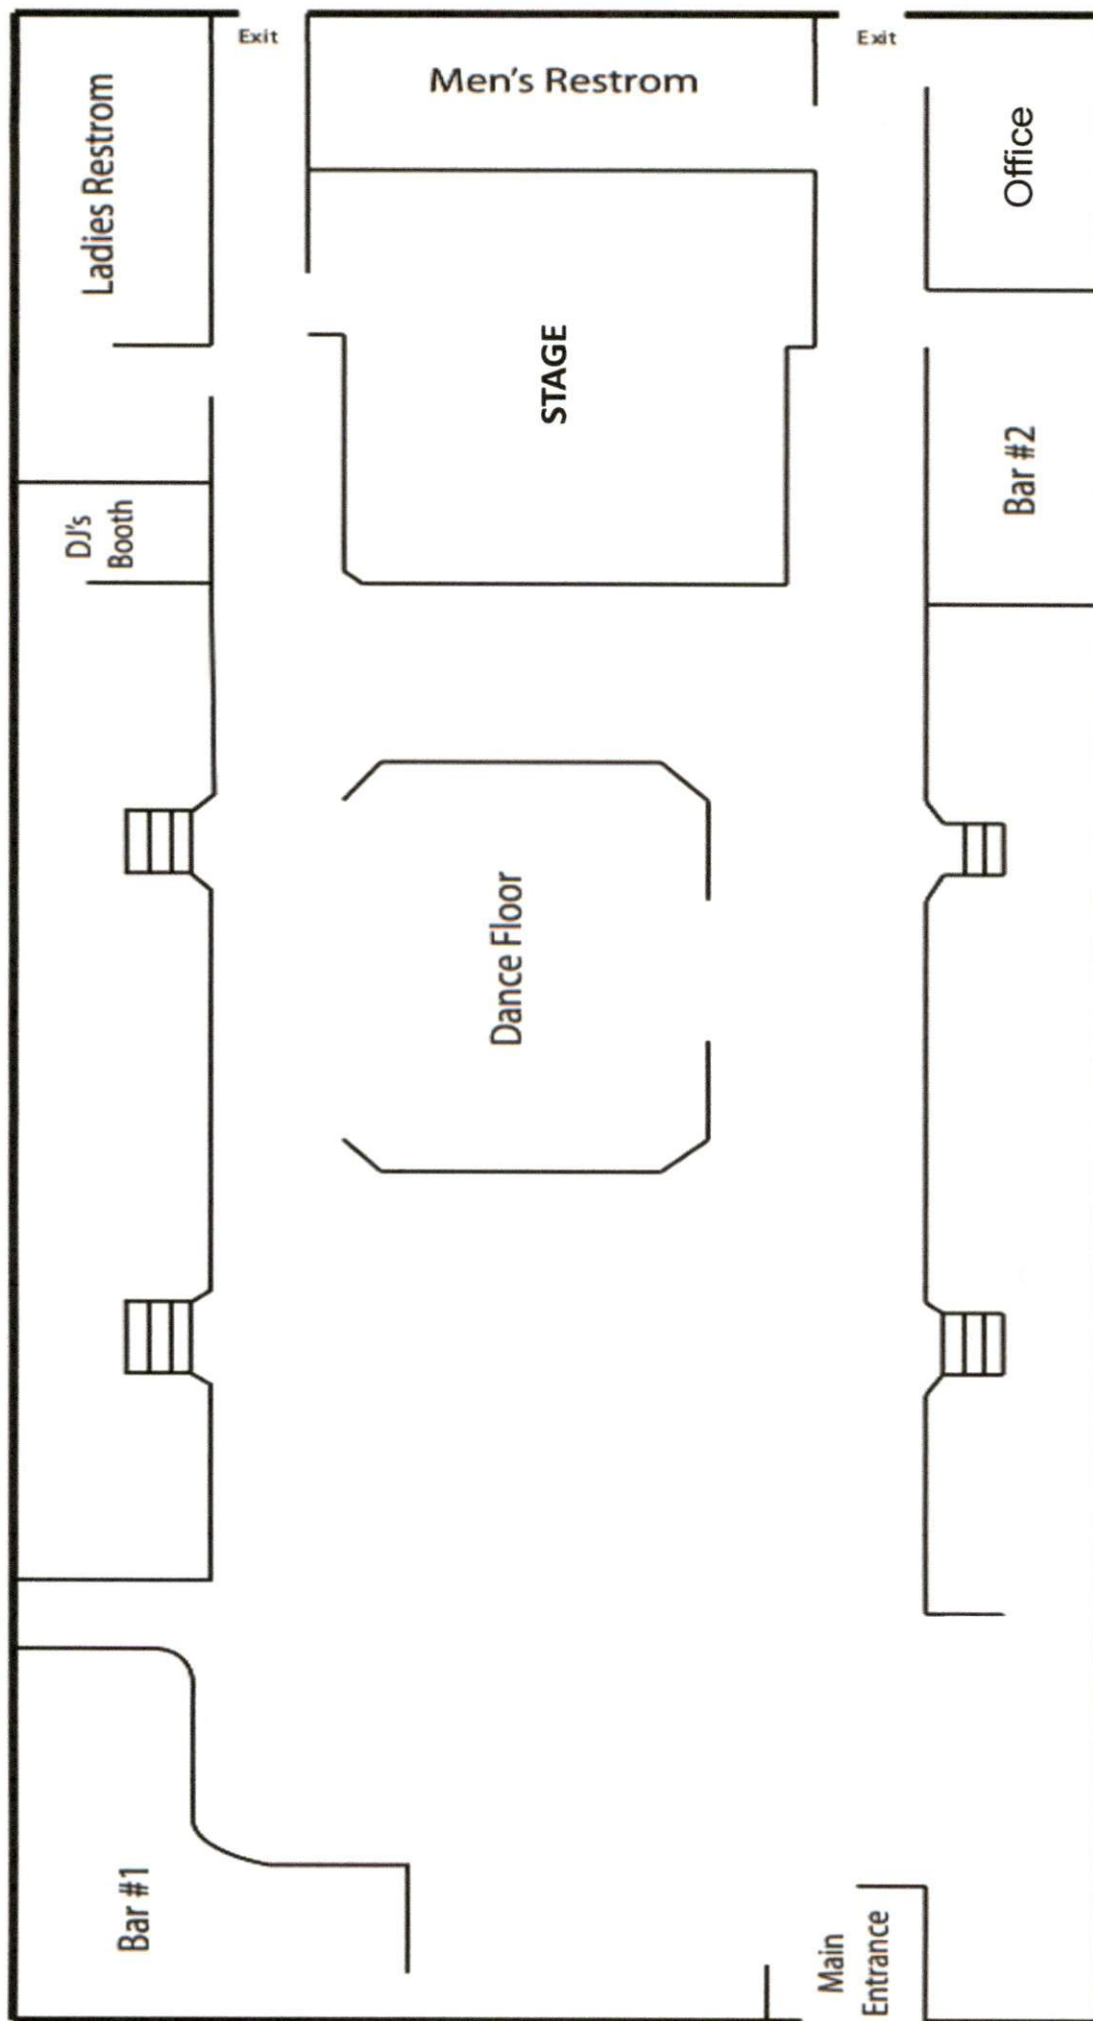 Exit
Exit
Men's Restrom
Ladies Restrom
Office
STAGE
Bar #2
DJ's
Booth
Dance Floor
Bar #1
Main
Entrance